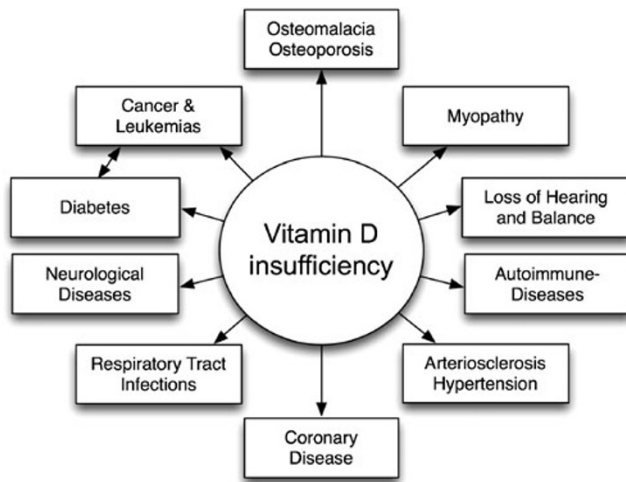 Osteomalacia
Osteoporosis
Cancer &
Leukemias
Myopathy
Diabetes
Loss of Hearing
and Balance
Vitamin D
insufficiency
Neurological
Diseases
Autoimmune-
Diseases
Respiratory Tract
Infections
Arteriosclerosis
Hypertension
Coronary
Disease